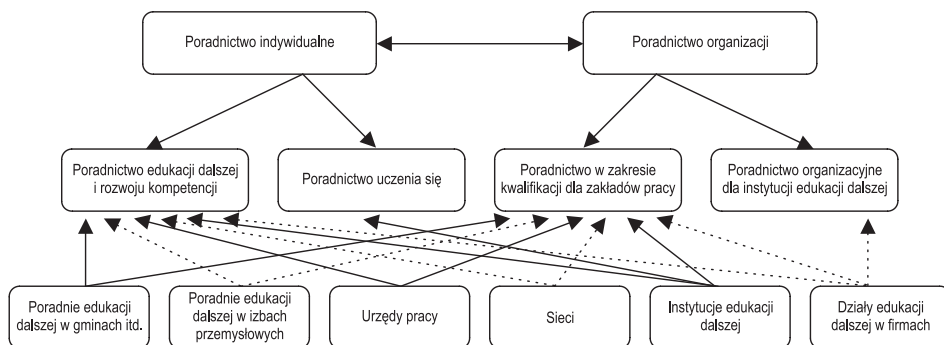 Poradnictwo indywidualne
Poradnictwo organizacji
Poradnictwo edukacji dalszej
i rozwoju kompetencji
Poradnictwo uczenia się
Poradnictwo w zakresie
kwalifikacji dla zakładów pracy
Poradnictwo organizacyjne
dla instytucji edukacji dalszej
Poradnie edukacji
dalszej w gminach itd.
Poradnie edukacji
dalszej w izbach
przemysłowych
Urzędy pracy
Sieci
Instytucje edukacji
dalszej
Działy edukacji
dalszej w firmach